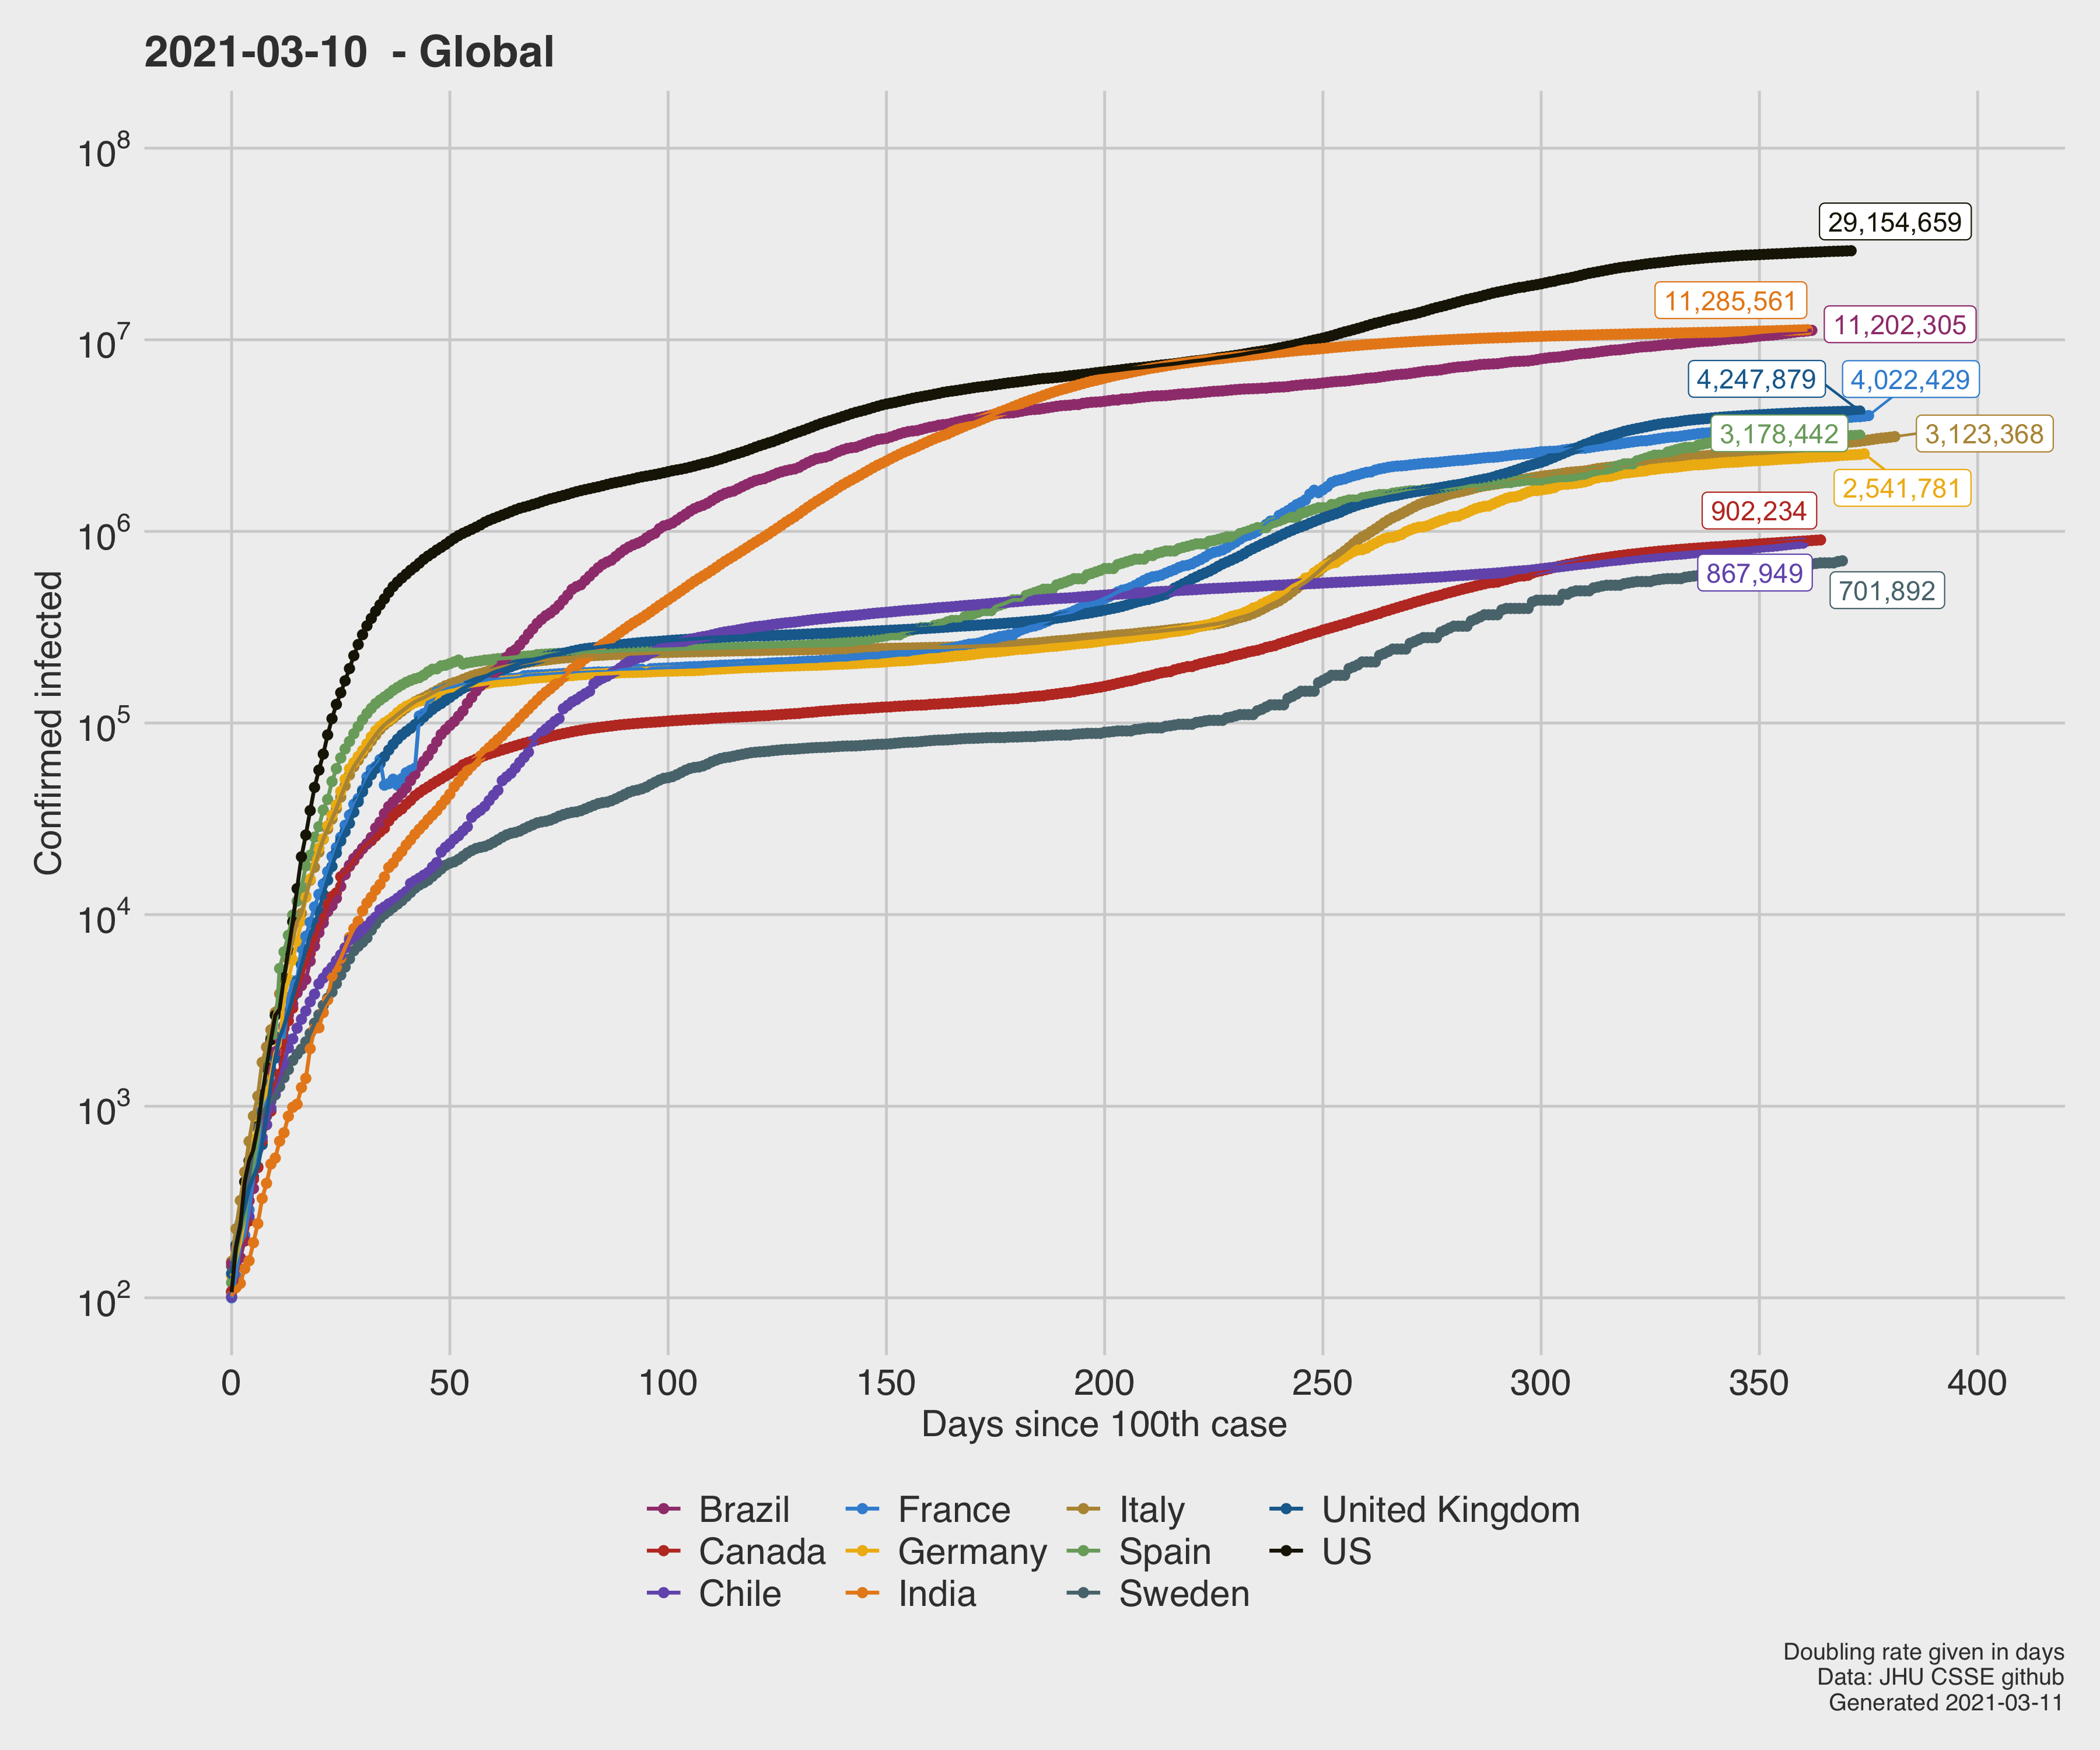 2021-03-10 - Global
10^8
10^7
10^6
10^5
10^4
10^3
10^2
Confirmed infected
29,154,659
11,285,561
11,202,305
4,247,879
4,022,429
3,178,442
3,123,368
2,541,781
902,234
867,949
701,892
0 50 100 150 200 250 300 350 400
Days since 100th case
Brazil France Italy United Kingdom
Canada Germany Spain US
Chile India Sweden
Doubling rate given in days
Data: JHU CSSE github
Generated 2021-03-11